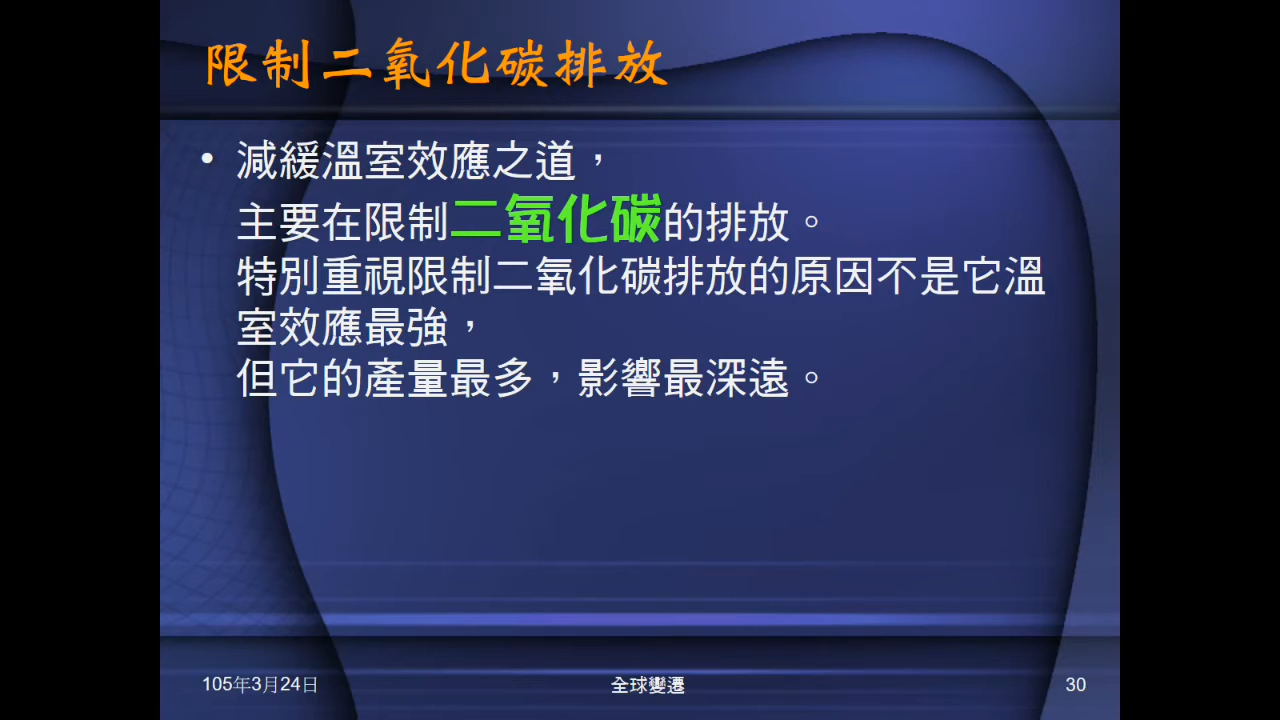 限制二氧化碳排放
• 減緩溫室效應之道，
主要在限制二氧化碳的排放。
特別重視限制二氧化碳排放的原因不是它溫
室效應最強，
但它的產量最多，影響最深遠。
105年3月24日
全球變遷
30